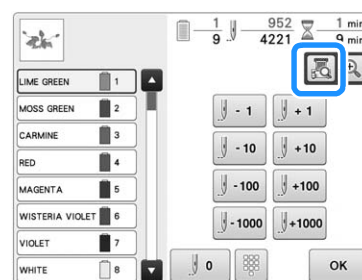 1 952 1 min
9 4221 9 min
LIME GREEN 1
MOSS GREEN 2
CARMINE 3
RED 4
MAGENTA 5
WISTERIA VIOLET 6
VIOLET 7
WHITE 8
- 1 + 1
- 10 +10
- 100 +100
- 1000 +1000
0 OK